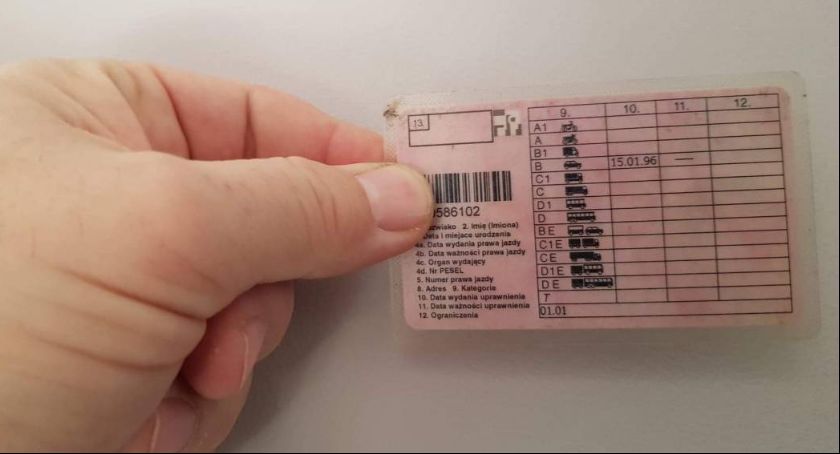 13.
586102
2. Imię (Imiona)
Data i miejsce urodzenia
4a. Data wydania prawa jazdy
4b. Data ważności prawa jazdy
4c. Organ wydający
4d. Nr PESEL
5. Numer prawa jazdy
8. Adres 9. Kategoria
10. Data wydania uprawnienia
11. Data ważności uprawnienia
12. Ograniczenia
9. 10. 11. 12.
A1
A
B1
B 15.01.96 —
C1
C
D1
D
BE
C1E
CE
D1E
DE
T
01.01